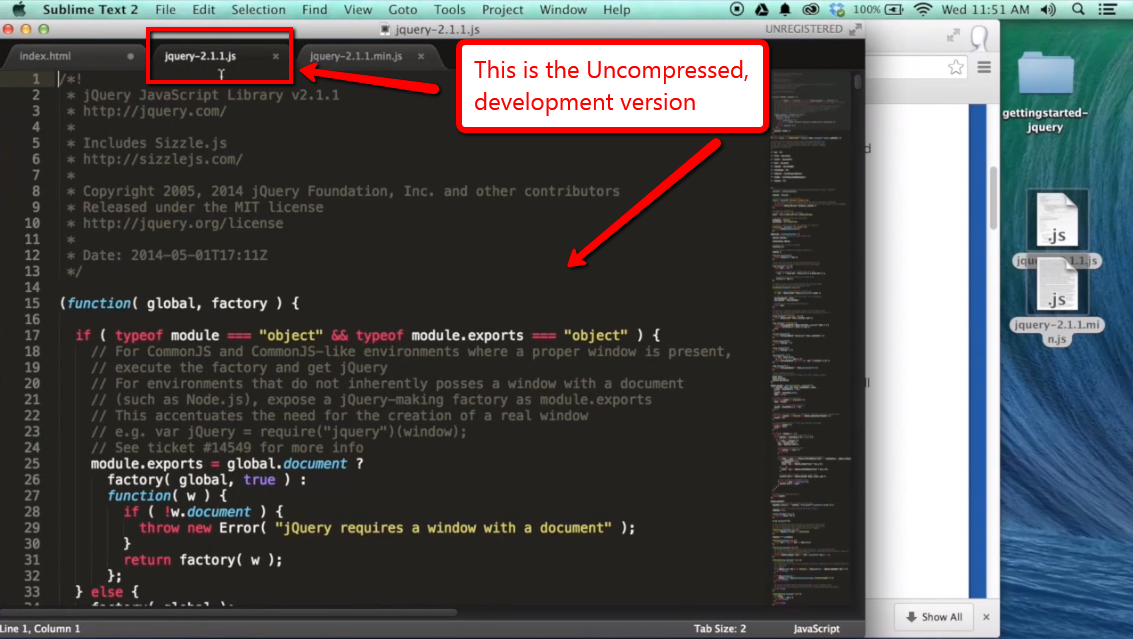 Sublime Text 2 File Edit Selection Find View Goto Tools Project Window Help 100% Wed 11:51 AM
jquery-2.1.1.js
UNREGISTERED
index.html
jquery-2.1.1.js
jquery-2.1.1.min.js
This is the Uncompressed,
development version
1 /*!
2 * jQuery JavaScript Library v2.1.1
3 * http://jquery.com/
4 *
5 * Includes Sizzle.js
6 * http://sizzlejs.com/
7 *
8 * Copyright 2005, 2014 jQuery Foundation, Inc. and other contributors
9 * Released under the MIT license
10 * http://jquery.org/license
11 *
12 * Date: 2014-05-01T17:11Z
13 */
14
15 (function( global, factory ) {
16
17 if ( typeof module === "object" && typeof module.exports === "object" ) {
18 // For CommonJS and CommonJS-like environments where a proper window is present,
19 // execute the factory and get jQuery
20 // For environments that do not inherently posses a window with a document
21 // (such as Node.js), expose a jQuery-making factory as module.exports
22 // This accentuates the need for the creation of a real window
23 // e.g. var jQuery = require("jquery")(window);
24 // See ticket #14549 for more info
25 module.exports = global.document ?
26 factory( global, true ) :
27 function( w ) {
28 if ( !w.document ) {
29 throw new Error( "jQuery requires a window with a document" );
30 }
31 return factory( w );
32 };
33 } else {
Line 1, Column 1
Tab Size: 2
JavaScript
Show All
gettingstarted-
jquery
.js
.js
jquery-2.1.1.mi
n.js